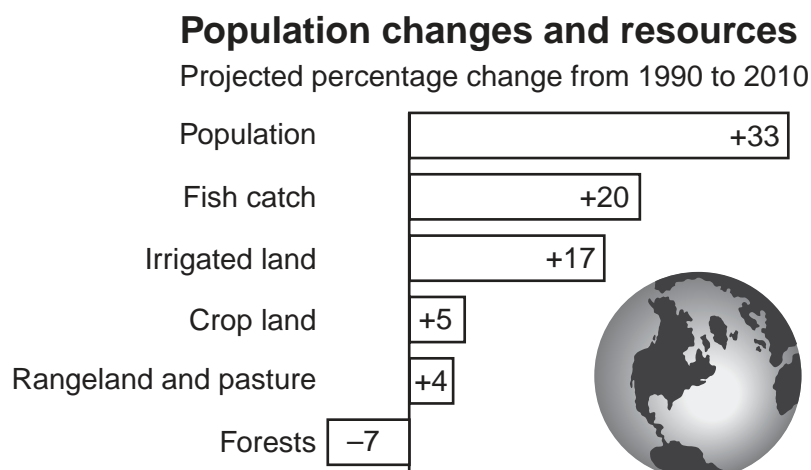 Population changes and resources
Projected percentage change from 1990 to 2010
Population +33
Fish catch +20
Irrigated land +17
Crop land +5
Rangeland and pasture +4
Forests –7